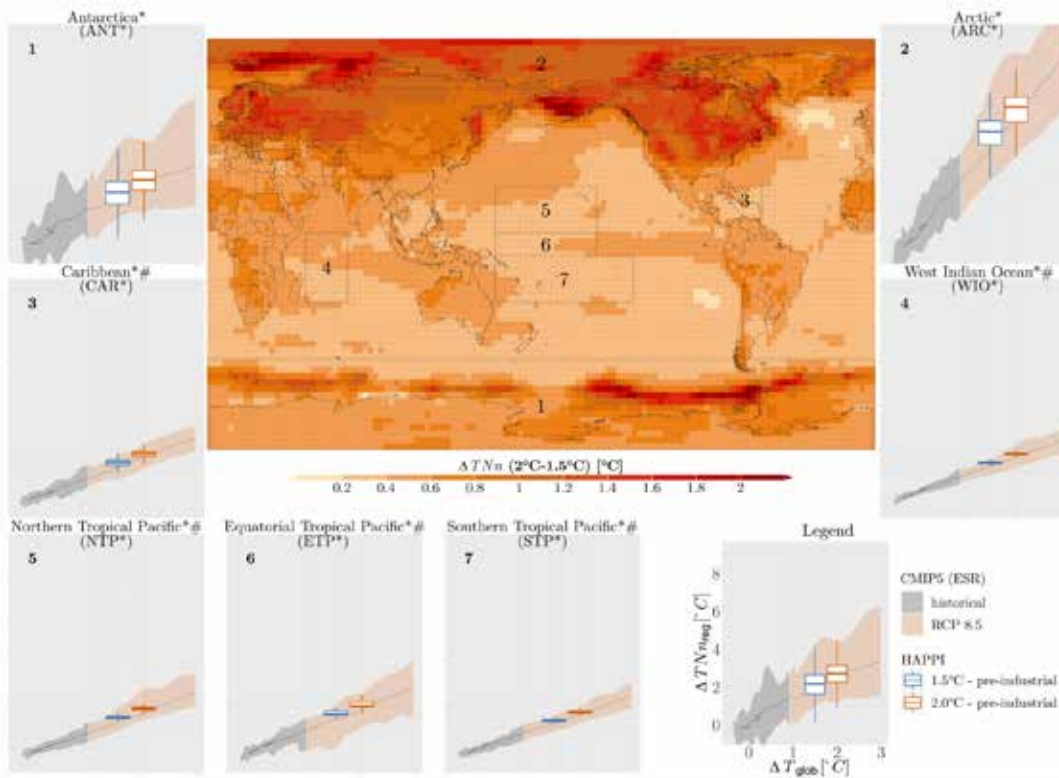 Antarctica*
(ANT*)
1
Arctic*
(ARC*)
2
2
3
5
6
4
7
1
Caribbean*#
(CAR*)
3
West Indian Ocean*#
(WIO*)
4
ΔTNn (2°C-1.5°C) [°C]
0.2 0.4 0.6 0.8 1 1.2 1.4 1.6 1.8 2
Northern Tropical Pacific*#
(NTP*)
5
Equatorial Tropical Pacific*#
(ETP*)
6
Southern Tropical Pacific*#
(STP*)
7
Legend
8
6
4
2
0
ΔTNn_reg[°C]
0 1 2 3
ΔT_glob[°C]
CMIP5 (ESR)
historical
RCP 8.5
HAPPI
1.5°C - pre-industrial
2.0°C - pre-industrial